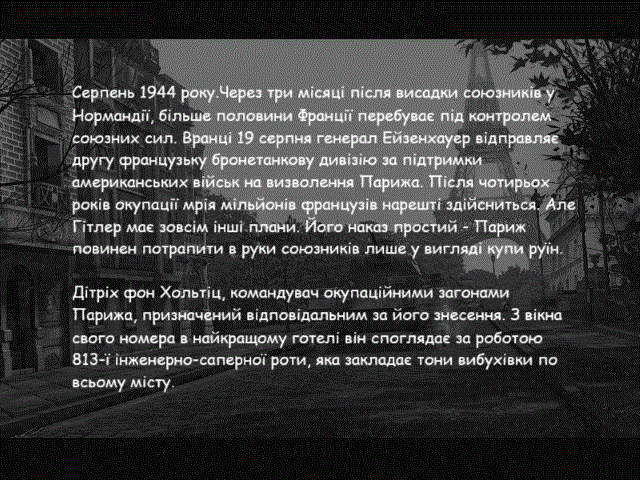 Серпень 1944 року.Через три місяці після висадки союзників у
Нормандії, більше половини Франції перебуває під контролем
союзних сил. Вранці 19 серпня генерал Ейзенхауер відправляє
другу французьку бронетанкову дивізію за підтримки
американських військ на визволення Парижа. Після чотирьох
років окупації мрія мільйонів французів нарешті здійсниться. Але
Гітлер має зовсім інші плани. Його наказ простий - Париж
повинен потрапити в руки союзників лише у вигляді купи руїн.
Дітріх фон Хольтіц, командувач окупаційними загонами
Парижа, призначений відповідальним за його знесення. З вікна
свого номера в найкращому готелі він споглядає за роботою
813-ї інженерно-саперної роти, яка закладає тони вибухівки по
всьому місту.